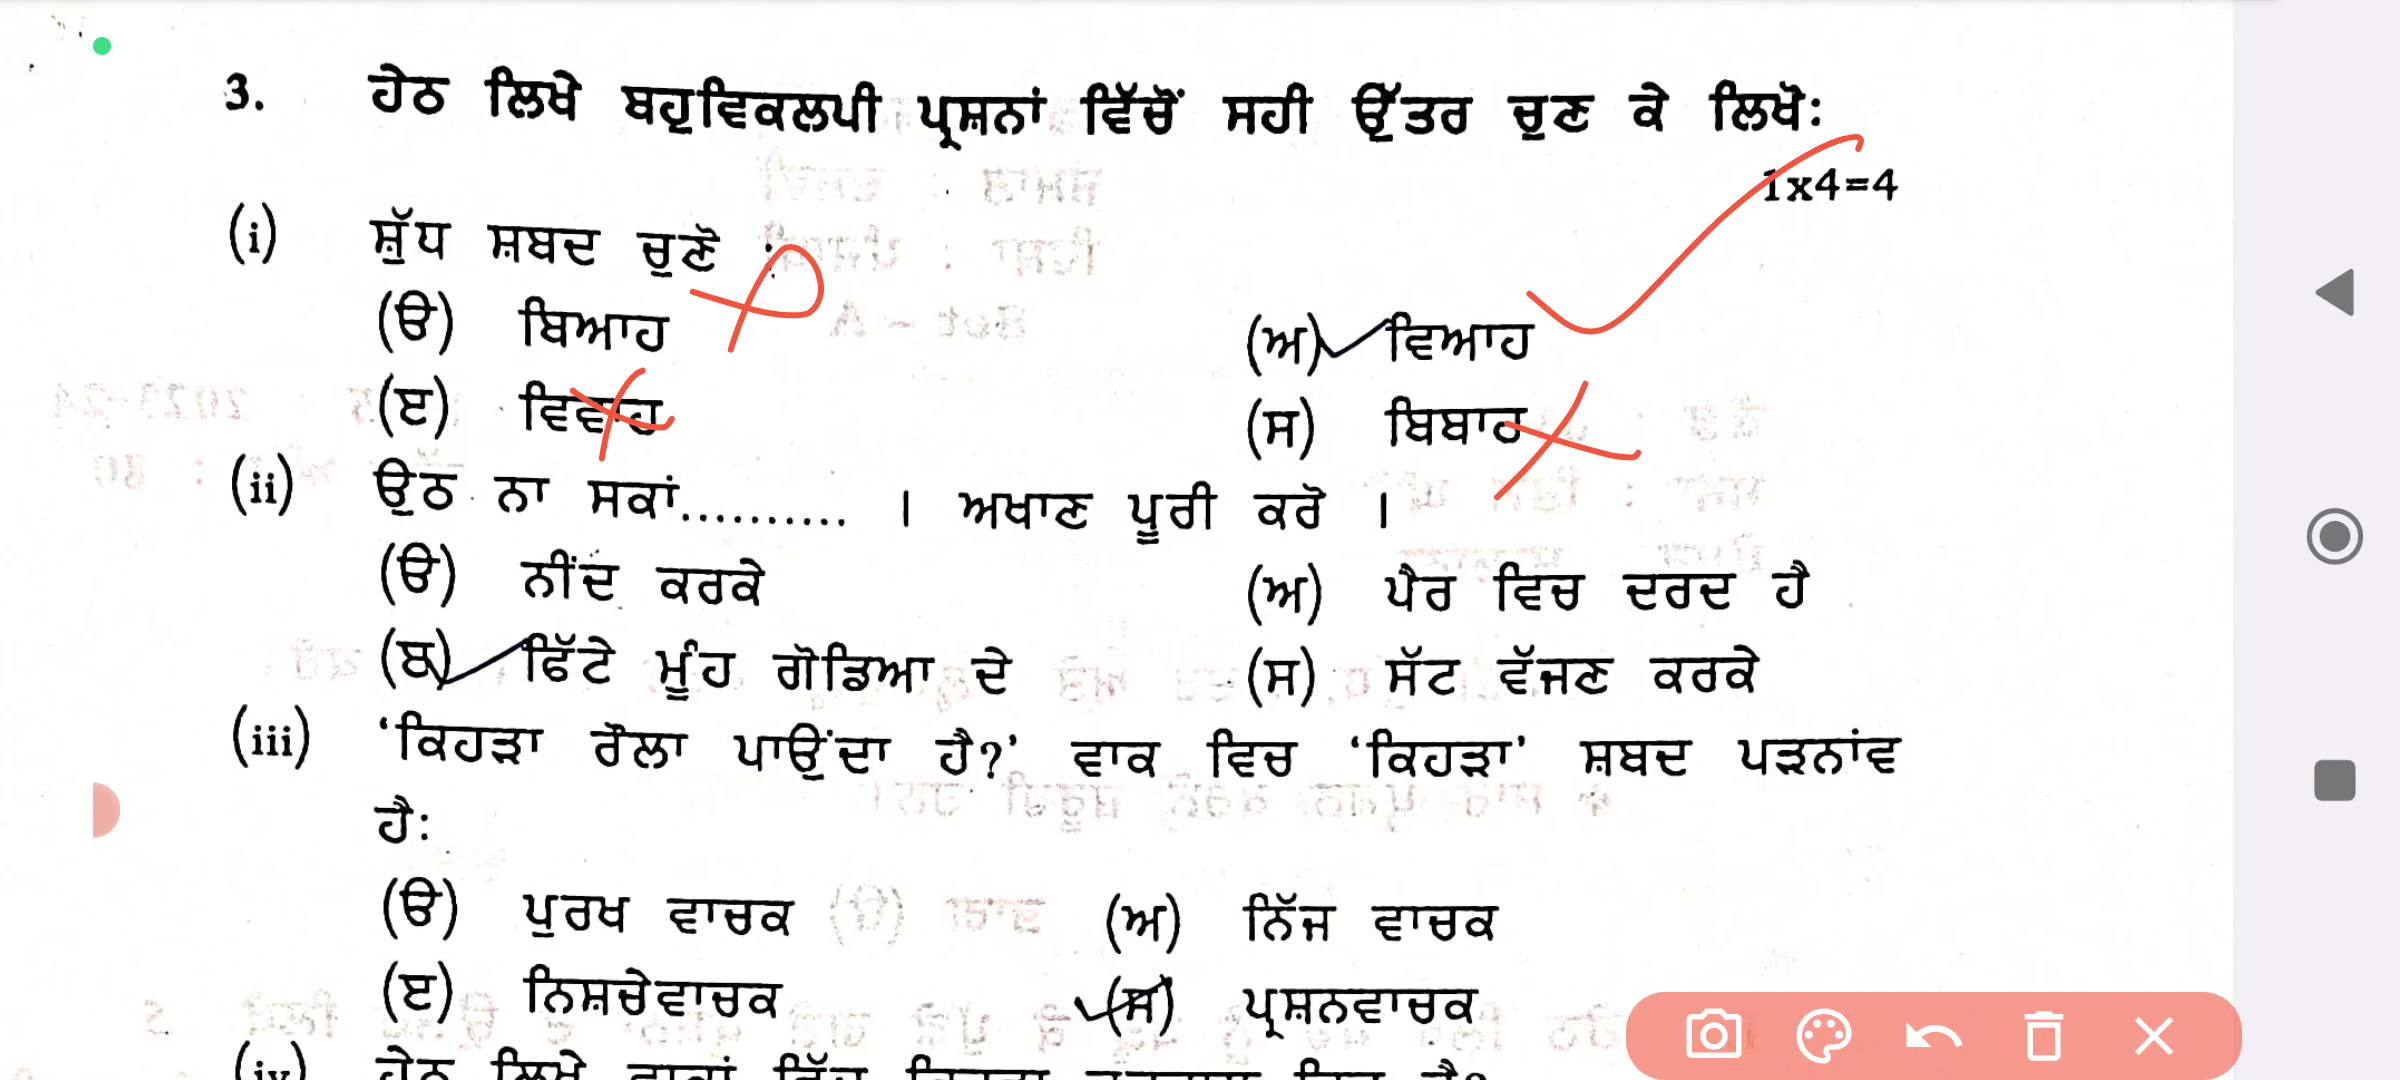 3. ਹੇਠ ਲਿਖੇ ਬਹੁਵਿਕਲਪੀ ਪ੍ਰਸ਼ਨਾਂ ਵਿੱਚੋਂ ਸਹੀ ਉੱਤਰ ਚੁਣ ਕੇ ਲਿਖੋ:
1x4=4
(i) ਸ਼ੁੱਧ ਸ਼ਬਦ ਚੁਣੋ :
(ੳ) ਬਿਆਹ (ਅ) ਵਿਆਹ
(ੲ) ਵਿਵਾਹ (ਸ) ਬਿਬਾਹ
(ii) ਉਠ ਨਾ ਸਕਾਂ.......... । ਅਖਾਣ ਪੂਰੀ ਕਰੋ ।
(ੳ) ਨੀਂਦ ਕਰਕੇ (ਅ) ਪੈਰ ਵਿਚ ਦਰਦ ਹੈ
(ੲ) ਫਿੱਟੇ ਮੂੰਹ ਗੋਡਿਆ ਦੇ (ਸ) ਸੱਟ ਵੱਜਣ ਕਰਕੇ
(iii) ‘ਕਿਹੜਾ ਰੌਲਾ ਪਾਉਂਦਾ ਹੈ?’ ਵਾਕ ਵਿਚ ‘ਕਿਹੜਾ’ ਸ਼ਬਦ ਪੜਨਾਂਵ
ਹੈ:
(ੳ) ਪੁਰਖ ਵਾਚਕ (ਅ) ਨਿੱਜ ਵਾਚਕ
(ੲ) ਨਿਸ਼ਚੇਵਾਚਕ (ਸ) ਪ੍ਰਸ਼ਨਵਾਚਕ
(iv) ਹੇਠ ਲਿਖੇ ਵਾਕਾਂ ਵਿੱਚ